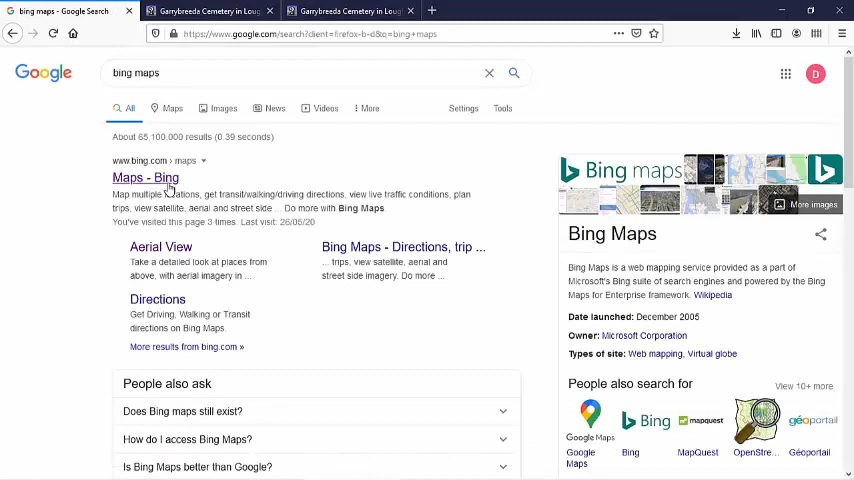 bing maps - Google Search
Garrybreeda Cemetery in Loug
Garrybreeda Cemetery in Loug
https://www.google.com/search?client=firefox-b-d&q=bing+maps
Google
bing maps
D
All
Maps
Images
News
Videos
More
Settings
Tools
About 65,100,000 results (0.39 seconds)
www.bing.com › maps
Maps - Bing
Map multiple locations, get transit/walking/driving directions, view live traffic conditions, plan
trips, view satellite, aerial and street side ... Do more with Bing Maps.
You've visited this page 3 times. Last visit: 26/05/20
Aerial View
Take a detailed look at places from
above, with aerial imagery in ...
Bing Maps - Directions, trip ...
... trips, view satellite, aerial and
street side imagery. Do more ...
Directions
Get Driving, Walking or Transit
directions on Bing Maps.
More results from bing.com »
People also ask
Does Bing maps still exist?
How do I access Bing Maps?
Is Bing Maps better than Google?
Bing maps
More images
Bing Maps
Bing Maps is a web mapping service provided as a part of
Microsoft's Bing suite of search engines and powered by the Bing
Maps for Enterprise framework. Wikipedia
Date launched: December 2005
Owner: Microsoft Corporation
Types of site: Web mapping, Virtual globe
People also search for
View 10+ more
Google Maps
Bing
mapquest
géoportail
Google
Maps
Bing
MapQuest
OpenStre...
Géoportail